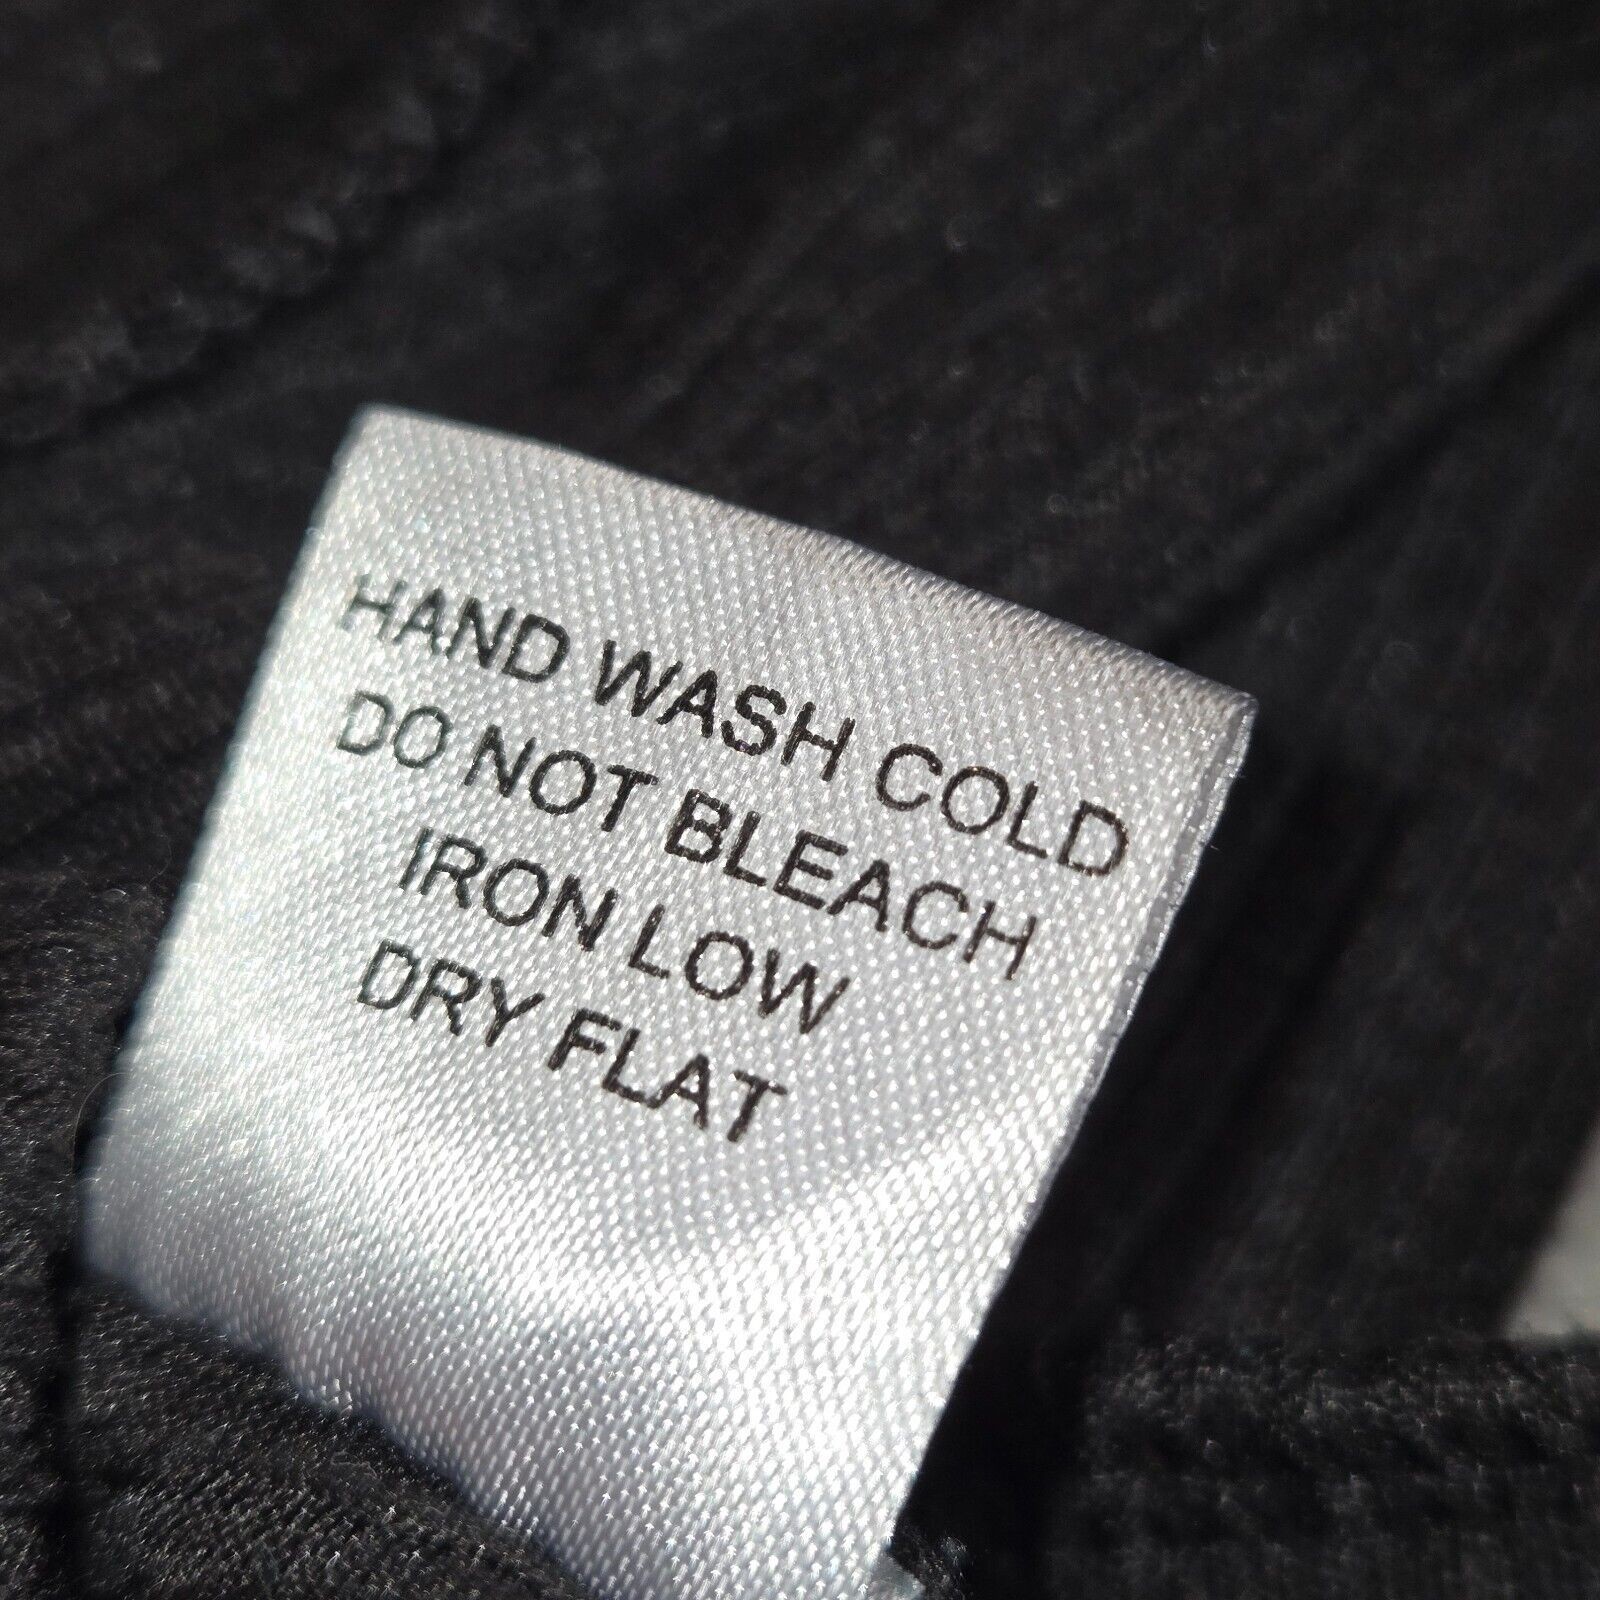 HAND WASH COLD
DO NOT BLEACH
IRON LOW
DRY FLAT